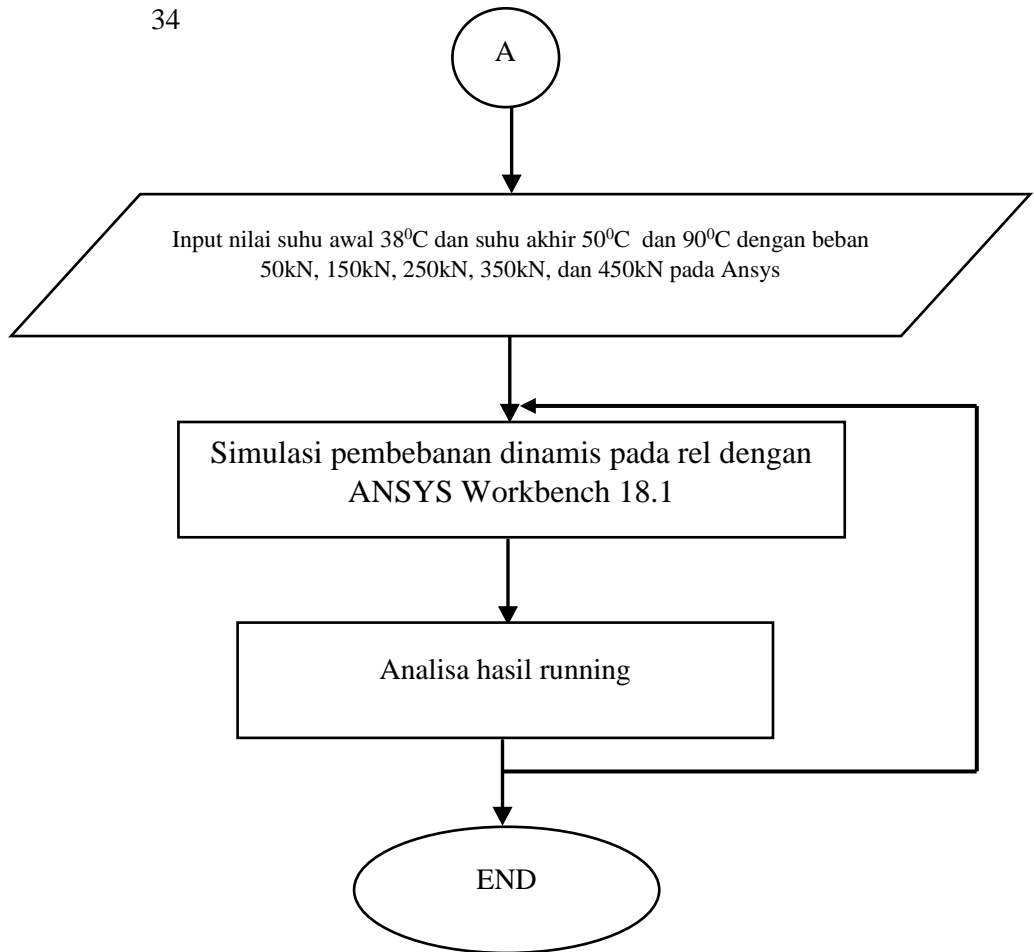 34
A
Input nilai suhu awal 38⁰C dan suhu akhir 50⁰C dan 90⁰C dengan beban
50kN, 150kN, 250kN, 350kN, dan 450kN pada Ansys
Simulasi pembebanan dinamis pada rel dengan
ANSYS Workbench 18.1
Analisa hasil running
END